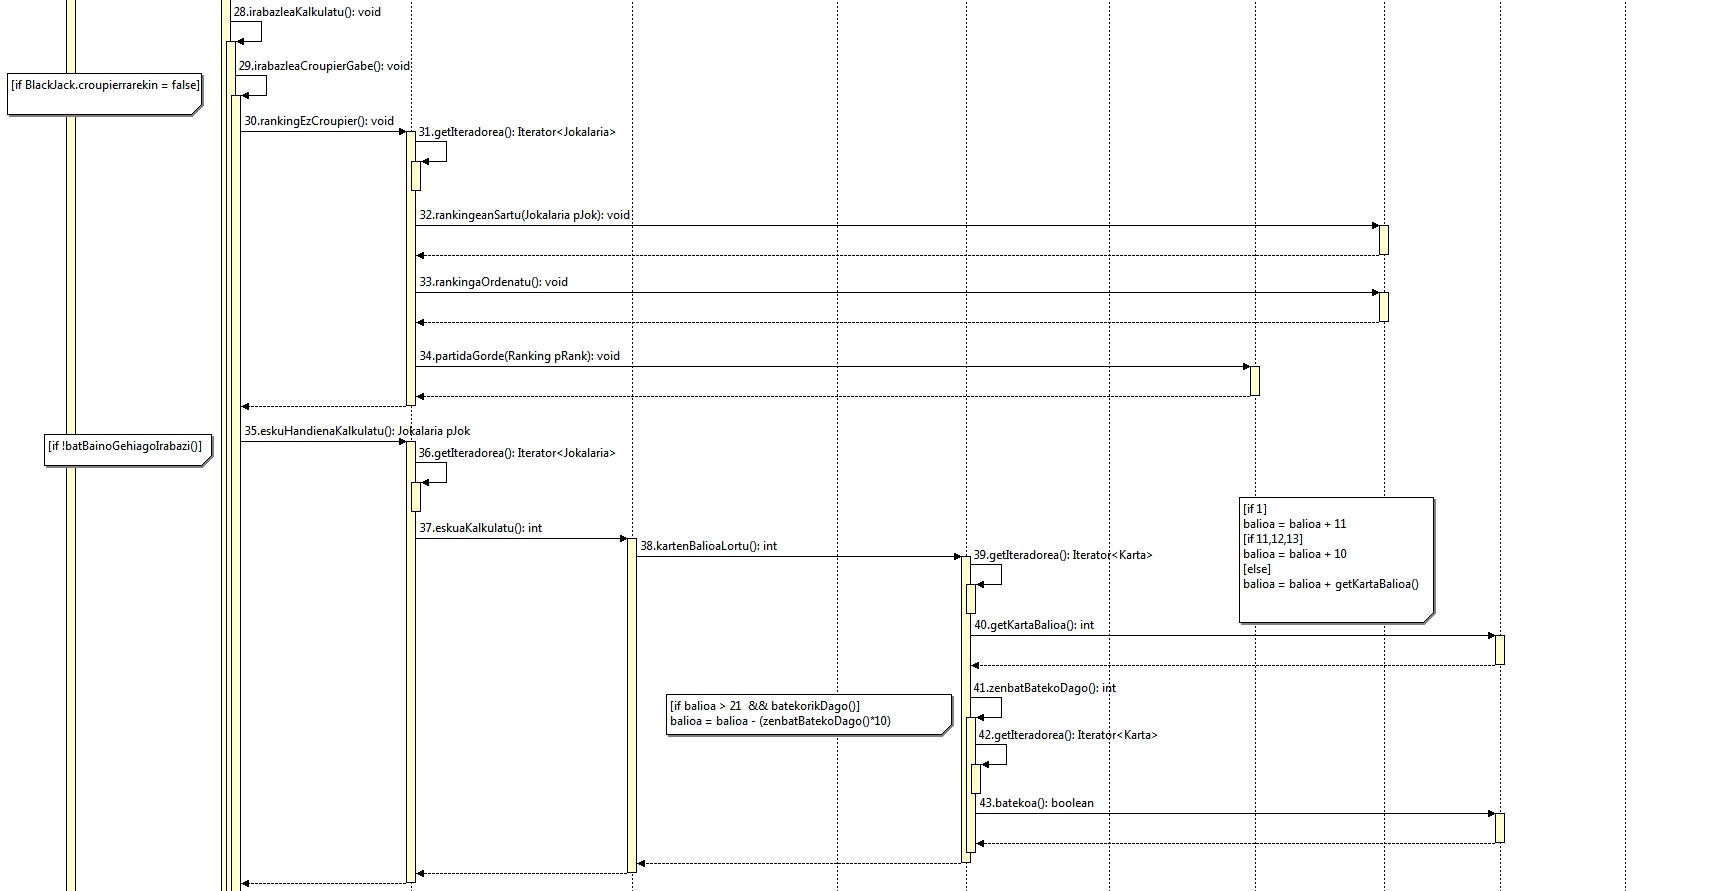 28.irabazleaKalkulatu(): void
29.irabazleaCroupierGabe(): void
[if BlackJack.croupierrarekin = false]
30.rankingEzCroupier(): void
31.getIteradorea(): Iterator<Jokalaria>
32.rankingeanSartu(Jokalaria pJok): void
33.rankingaOrdenatu(): void
34.partidaGorde(Ranking pRank): void
35.eskuHandienaKalkulatu(): Jokalaria pJok
[if !batBainoGehiagoIrabazi()]
36.getIteradorea(): Iterator<Jokalaria>
37.eskuaKalkulatu(): int
38.kartenBalioaLortu(): int
39.getIteradorea(): Iterator<Karta>
[if 1]
balioa = balioa + 11
[if 11,12,13]
balioa = balioa + 10
[else]
balioa = balioa + getKartaBalioa()
40.getKartaBalioa(): int
41.zenbatBatekoDago(): int
[if balioa > 21  && batekorikDago()]
balioa = balioa - (zenbatBatekoDago()*10)
42.getIteradorea(): Iterator<Karta>
43.batekoa(): boolean